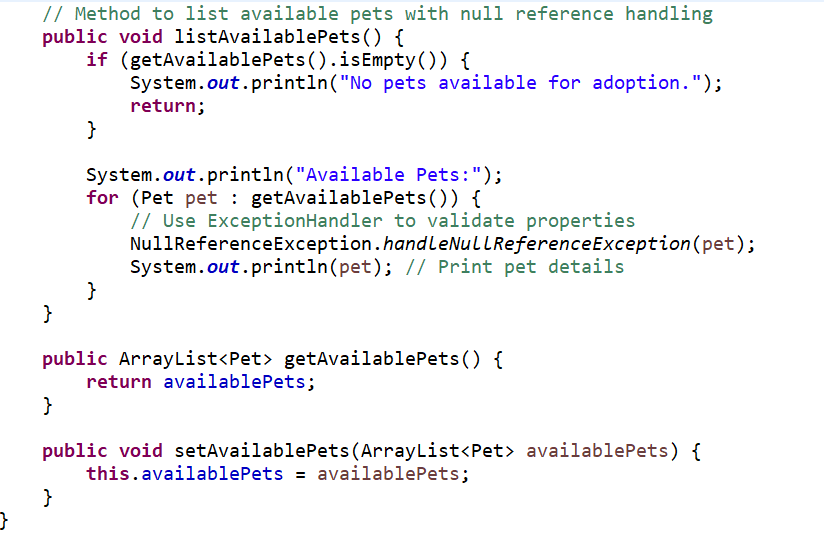 // Method to list available pets with null reference handling
public void listAvailablePets() {
if (getAvailablePets().isEmpty()) {
System.out.println("No pets available for adoption.");
return;
}
System.out.println("Available Pets:");
for (Pet pet : getAvailablePets()) {
// Use ExceptionHandler to validate properties
NullReferenceException.handleNullReferenceException(pet);
System.out.println(pet); // Print pet details
}
}
public ArrayList<Pet> getAvailablePets() {
return availablePets;
}
public void setAvailablePets(ArrayList<Pet> availablePets) {
this.availablePets = availablePets;
}
}